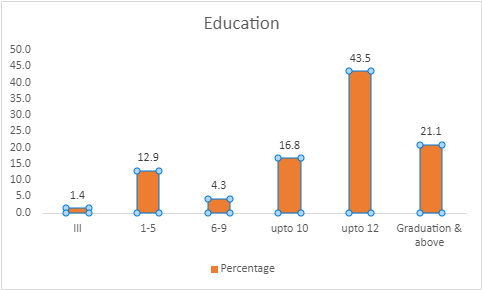 Education
50.0
45.0
40.0
35.0
30.0
25.0
20.0
15.0
10.0
5.0
0.0
1.4
12.9
4.3
16.8
43.5
21.1
III
1-5
6-9
upto 10
upto 12
Graduation &
above
Percentage